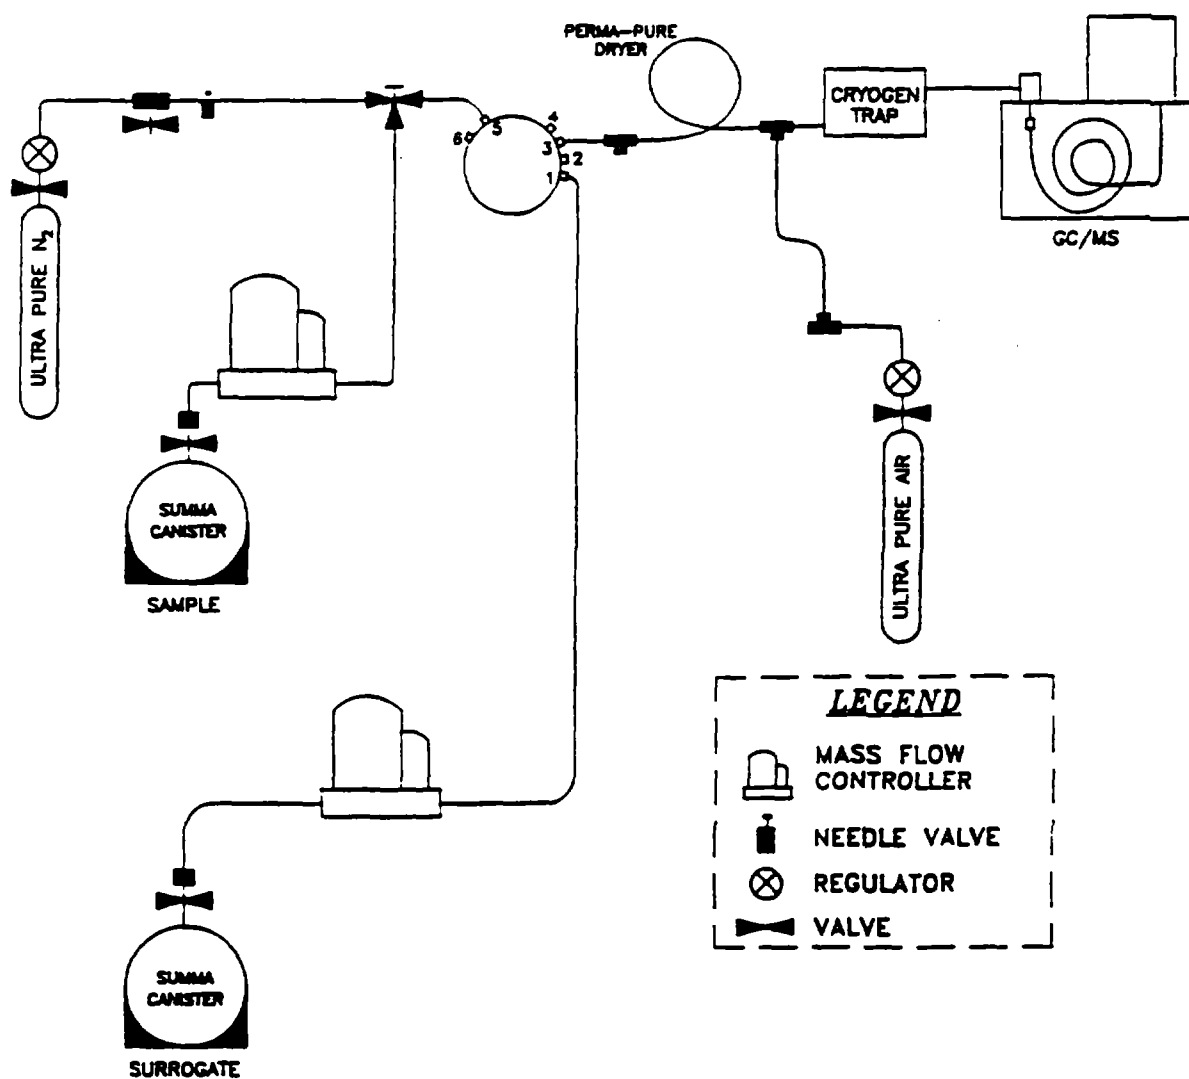 PERMA-PURE
DRYER
CRYOGEN
TRAP
GC/MS
6
5
4
3
2
1
ULTRA PURE N2
SUMMA
CANISTER
SAMPLE
ULTRA PURE AIR
LEGEND
MASS FLOW
CONTROLLER
NEEDLE VALVE
REGULATOR
VALVE
SUMMA
CANISTER
SURROGATE